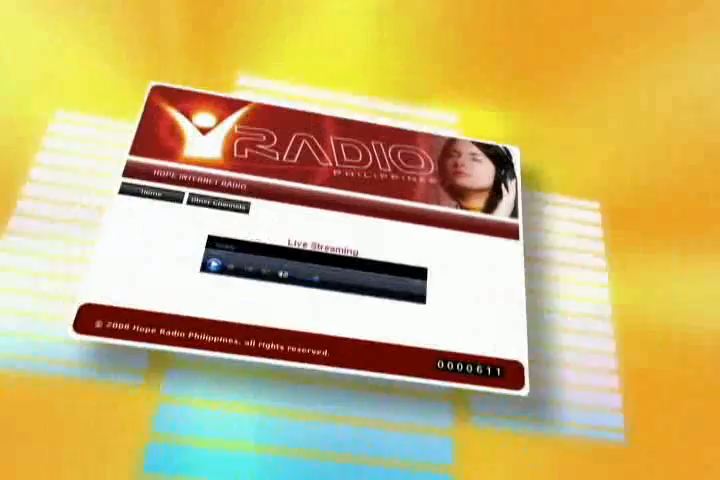 RADIO
PHILIPPINES
HOPE INTERNET RADIO
Home
Other Channels
Live Streaming
© 2008 Hope Radio Philippines, all rights reserved.
0000611